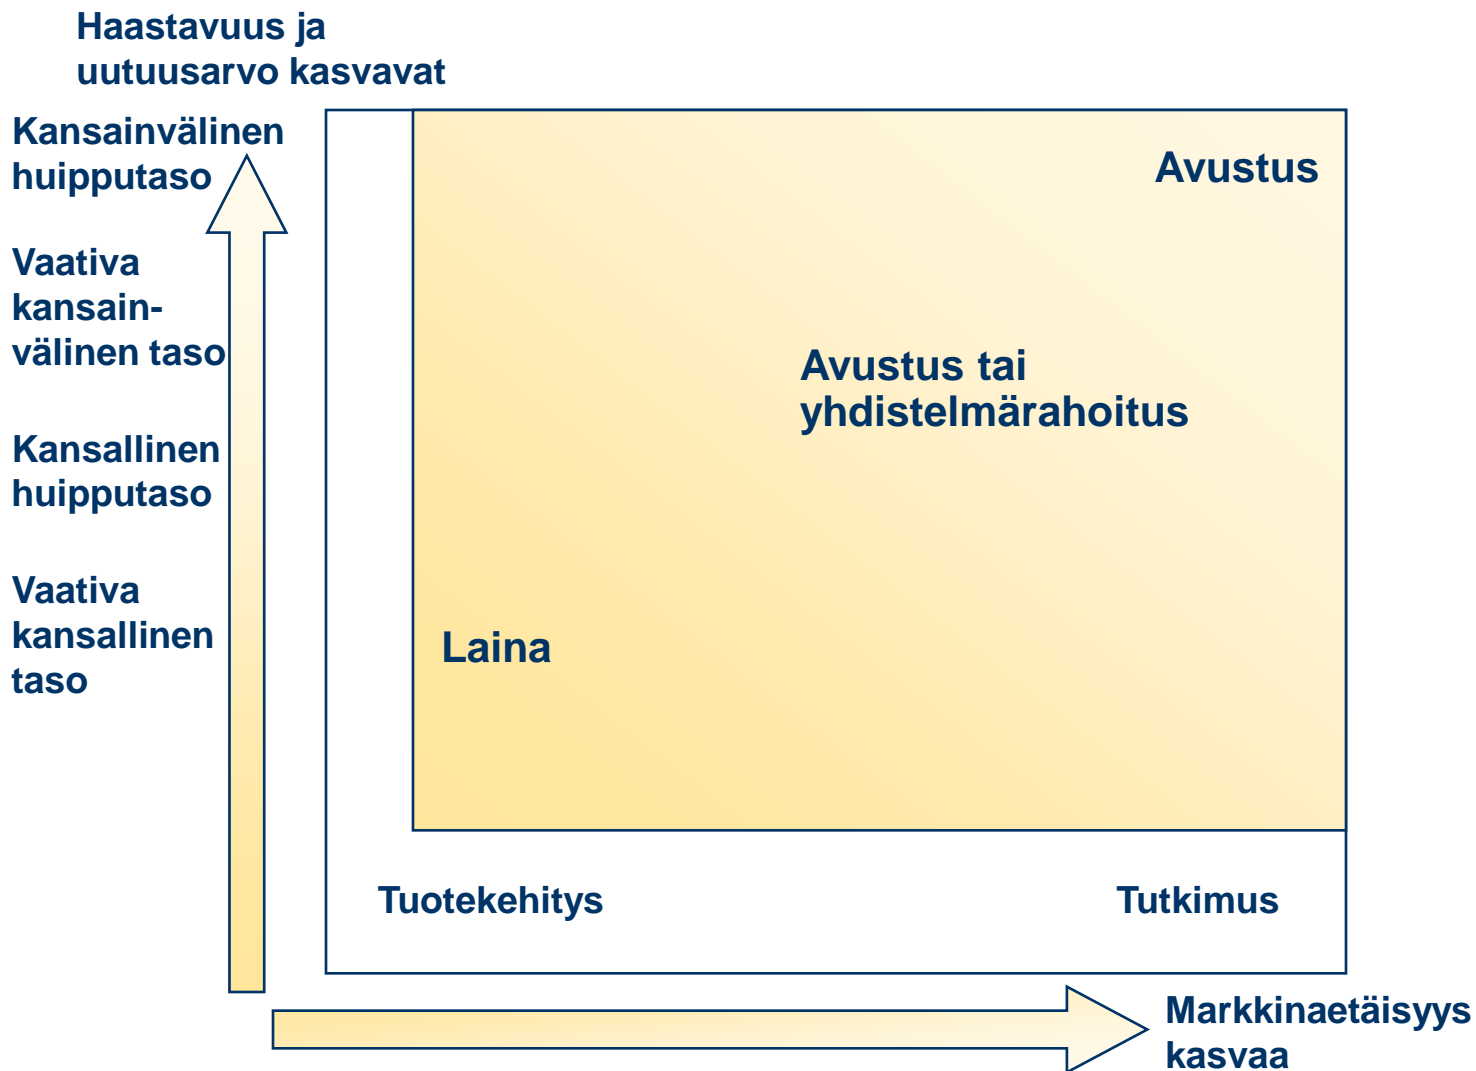 Haastavuus ja
uutuusarvo kasvavat
Kansainvälinen
huipputaso
Vaativa
kansain-
välinen taso
Kansallinen
huipputaso
Vaativa
kansallinen
taso
Avustus
Avustus tai
yhdistelmärahoitus
Laina
Tuotekehitys
Tutkimus
Markkinaetäisyys
kasvaa